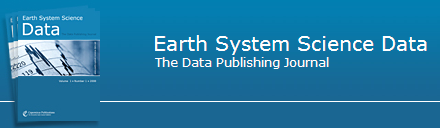 Earth System Science
Data
Earth System Science Data
The Data Publishing Journal